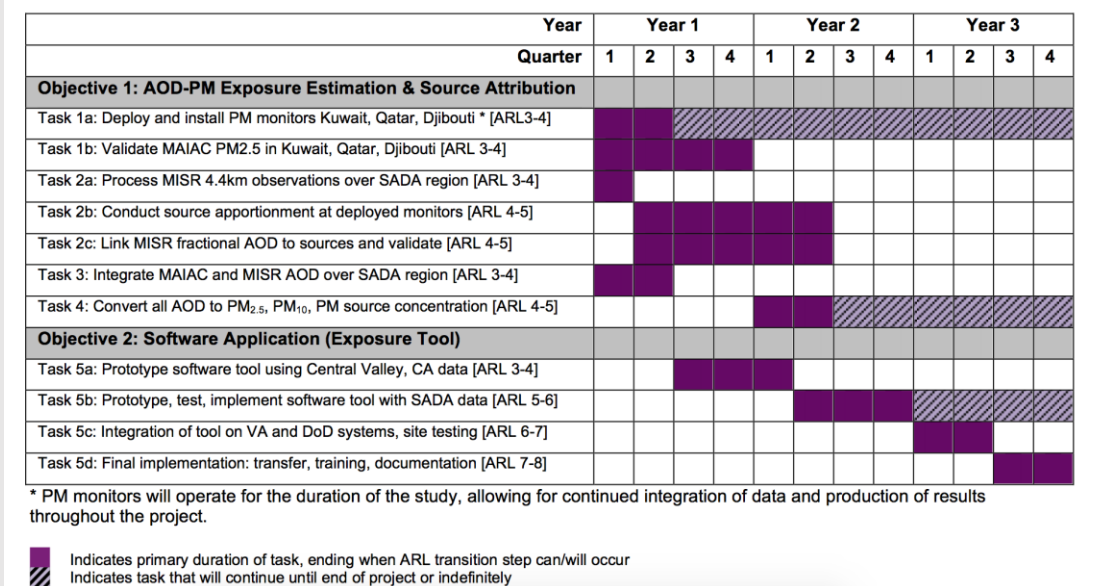 Year Year 1 Year 2 Year 3
Quarter 1 2 3 4 1 2 3 4 1 2 3 4
Objective 1: AOD-PM Exposure Estimation & Source Attribution
Task 1a: Deploy and install PM monitors Kuwait, Qatar, Djibouti * [ARL3-4]
Task 1b: Validate MAIAC PM2.5 in Kuwait, Qatar, Djibouti [ARL 3-4]
Task 2a: Process MISR 4.4km observations over SADA region [ARL 3-4]
Task 2b: Conduct source apportionment at deployed monitors [ARL 4-5]
Task 2c: Link MISR fractional AOD to sources and validate [ARL 4-5]
Task 3: Integrate MAIAC and MISR AOD over SADA region [ARL 3-4]
Task 4: Convert all AOD to PM₂.₅, PM₁₀, PM source concentration [ARL 4-5]
Objective 2: Software Application (Exposure Tool)
Task 5a: Prototype software tool using Central Valley, CA data [ARL 3-4]
Task 5b: Prototype, test, implement software tool with SADA data [ARL 5-6]
Task 5c: Integration of tool on VA and DoD systems, site testing [ARL 6-7]
Task 5d: Final implementation: transfer, training, documentation [ARL 7-8]
* PM monitors will operate for the duration of the study, allowing for continued integration of data and production of results
throughout the project.
Indicates primary duration of task, ending when ARL transition step can/will occur
Indicates task that will continue until end of project or indefinitely